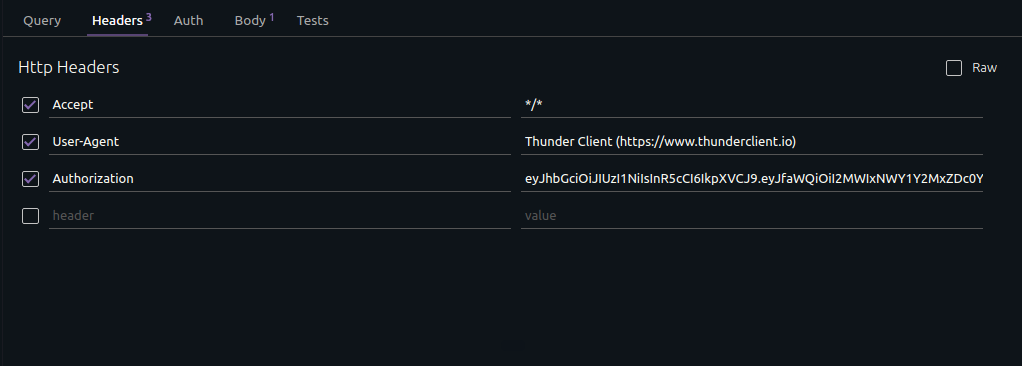 Query Headers 3 Auth Body 1 Tests
Http Headers Raw
Accept */*
User-Agent Thunder Client (https://www.thunderclient.io)
Authorization eyJhbGciOiJIUzI1NiIsInR5cCI6IkpXVCJ9.eyJfaWQiOiI2MWIxNWY1Y2MxZDc0Y
header value